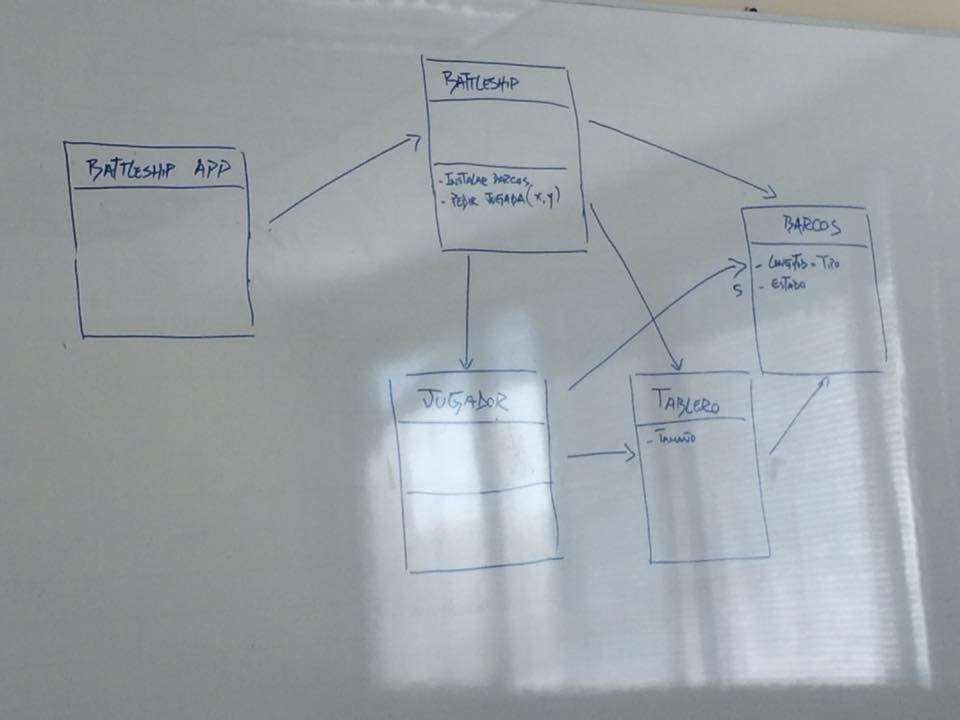 BATTLESHIP
BATTLESHIP APP
- INSTALAR BARCOS
- PEDIR JUGADA (x,y)
BARCOS
- LONGITUD = TIPO
- ESTADO
5
JUGADOR
TABLERO
- TAMAÑO